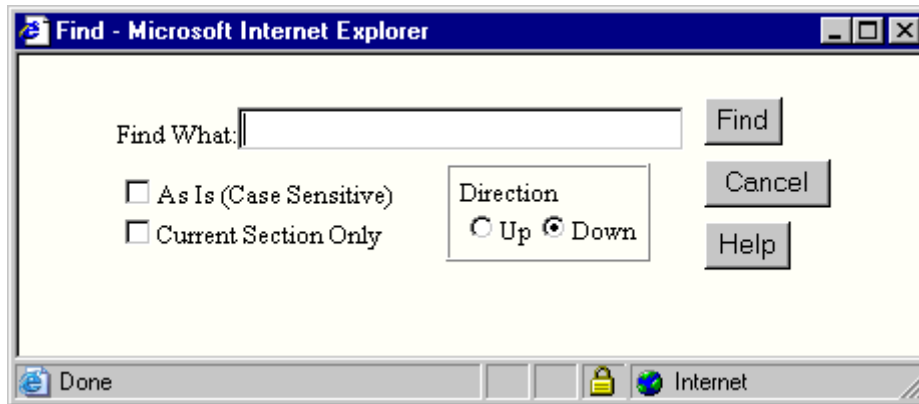 Find - Microsoft Internet Explorer
Find What:
Find
As Is (Case Sensitive)
Direction
Cancel
Current Section Only
Up Down
Help
Done
Internet